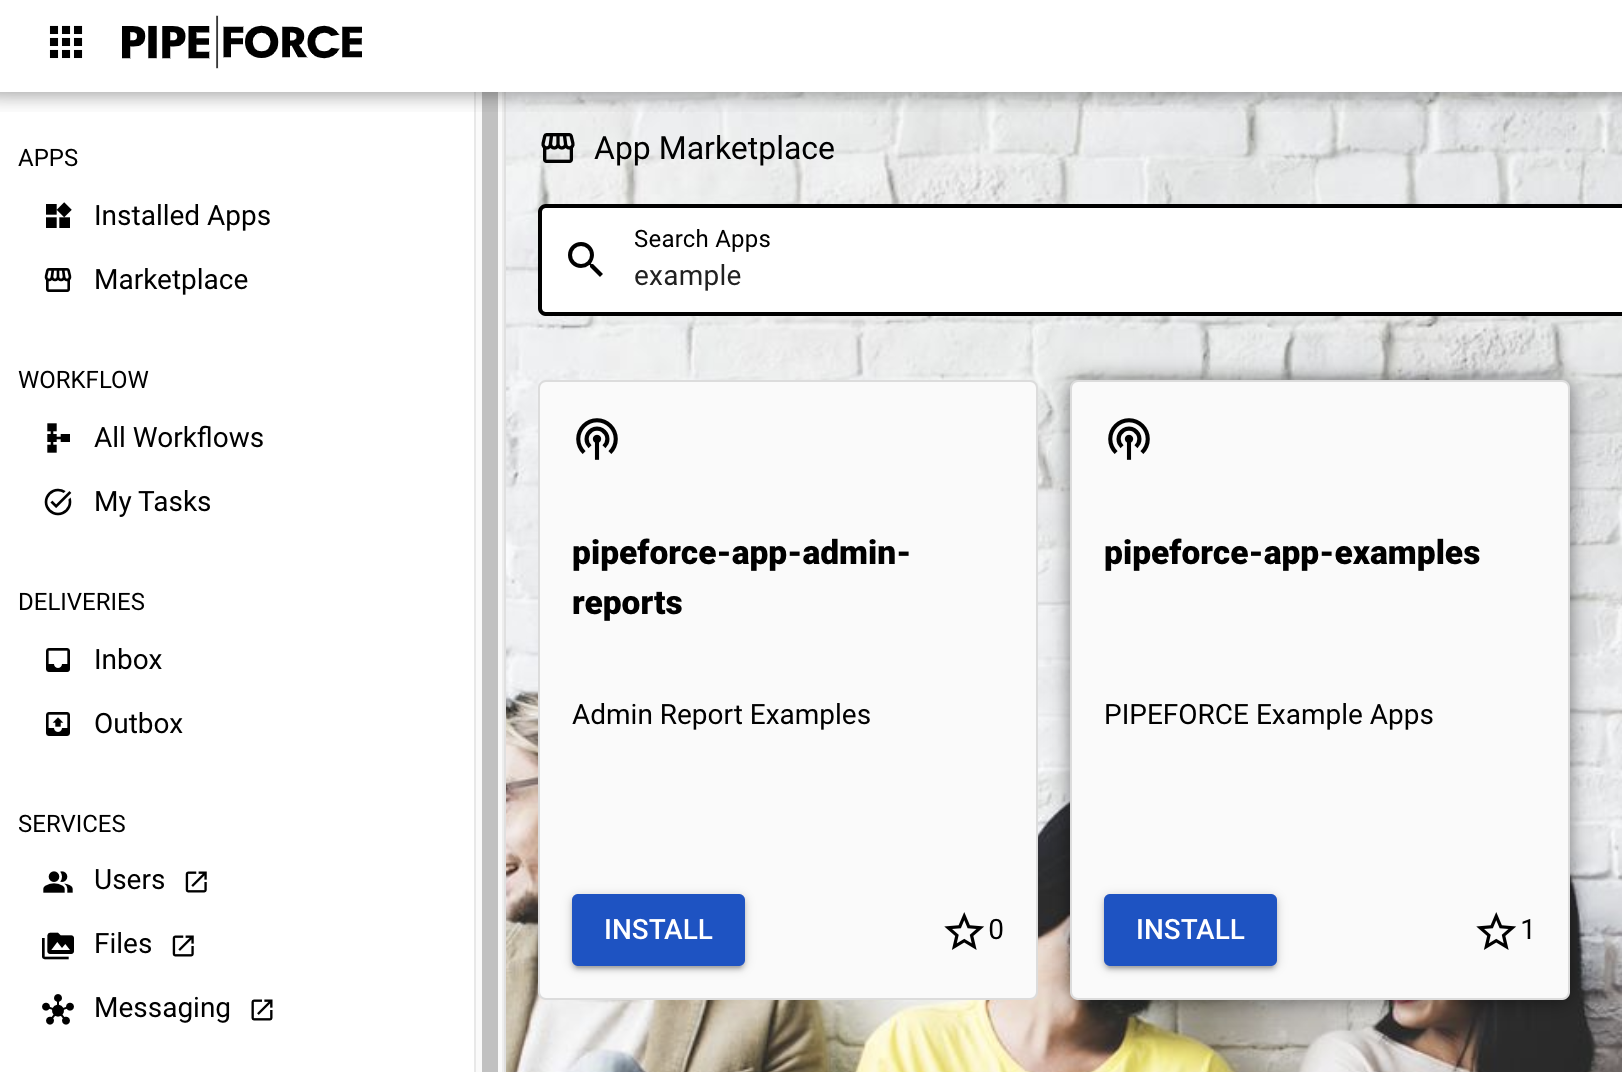 PIPE|FORCE
APPS
Installed Apps
Marketplace
WORKFLOW
All Workflows
My Tasks
DELIVERIES
Inbox
Outbox
SERVICES
Users
Files
Messaging
App Marketplace
Search Apps
example
pipeforce-app-admin-
reports
Admin Report Examples
INSTALL
0
pipeforce-app-examples
PIPEFORCE Example Apps
INSTALL
1